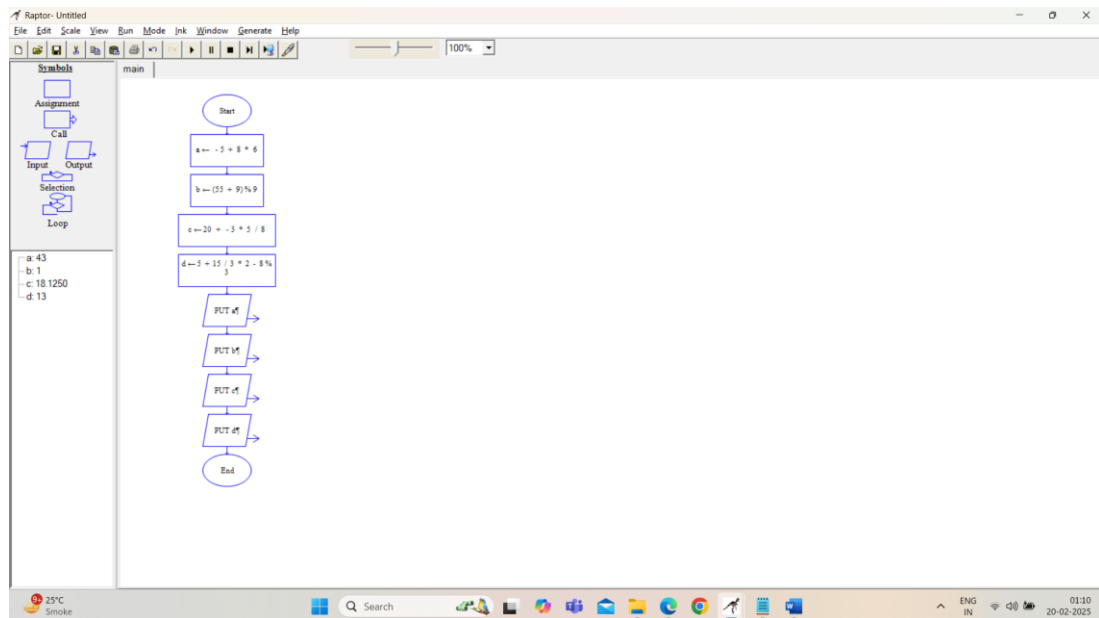 Raptor- Untitled
File Edit Scale View Run Mode Ink Window Generate Help
100%
Symbols
Assignment
Call
Input Output
Selection
Loop
a: 43
b: 1
c: 18.1250
d: 13
main
Start
a ← - 5 + 8 * 6
b ← (55 + 9) % 9
c ← 20 + - 3 * 5 / 8
d ← 5 + 15 / 3 * 2 - 8 %
3
PUT a¶
PUT b¶
PUT c¶
PUT d¶
End
9+
25°C
Smoke
Search
ENG
IN
01:10
20-02-2025